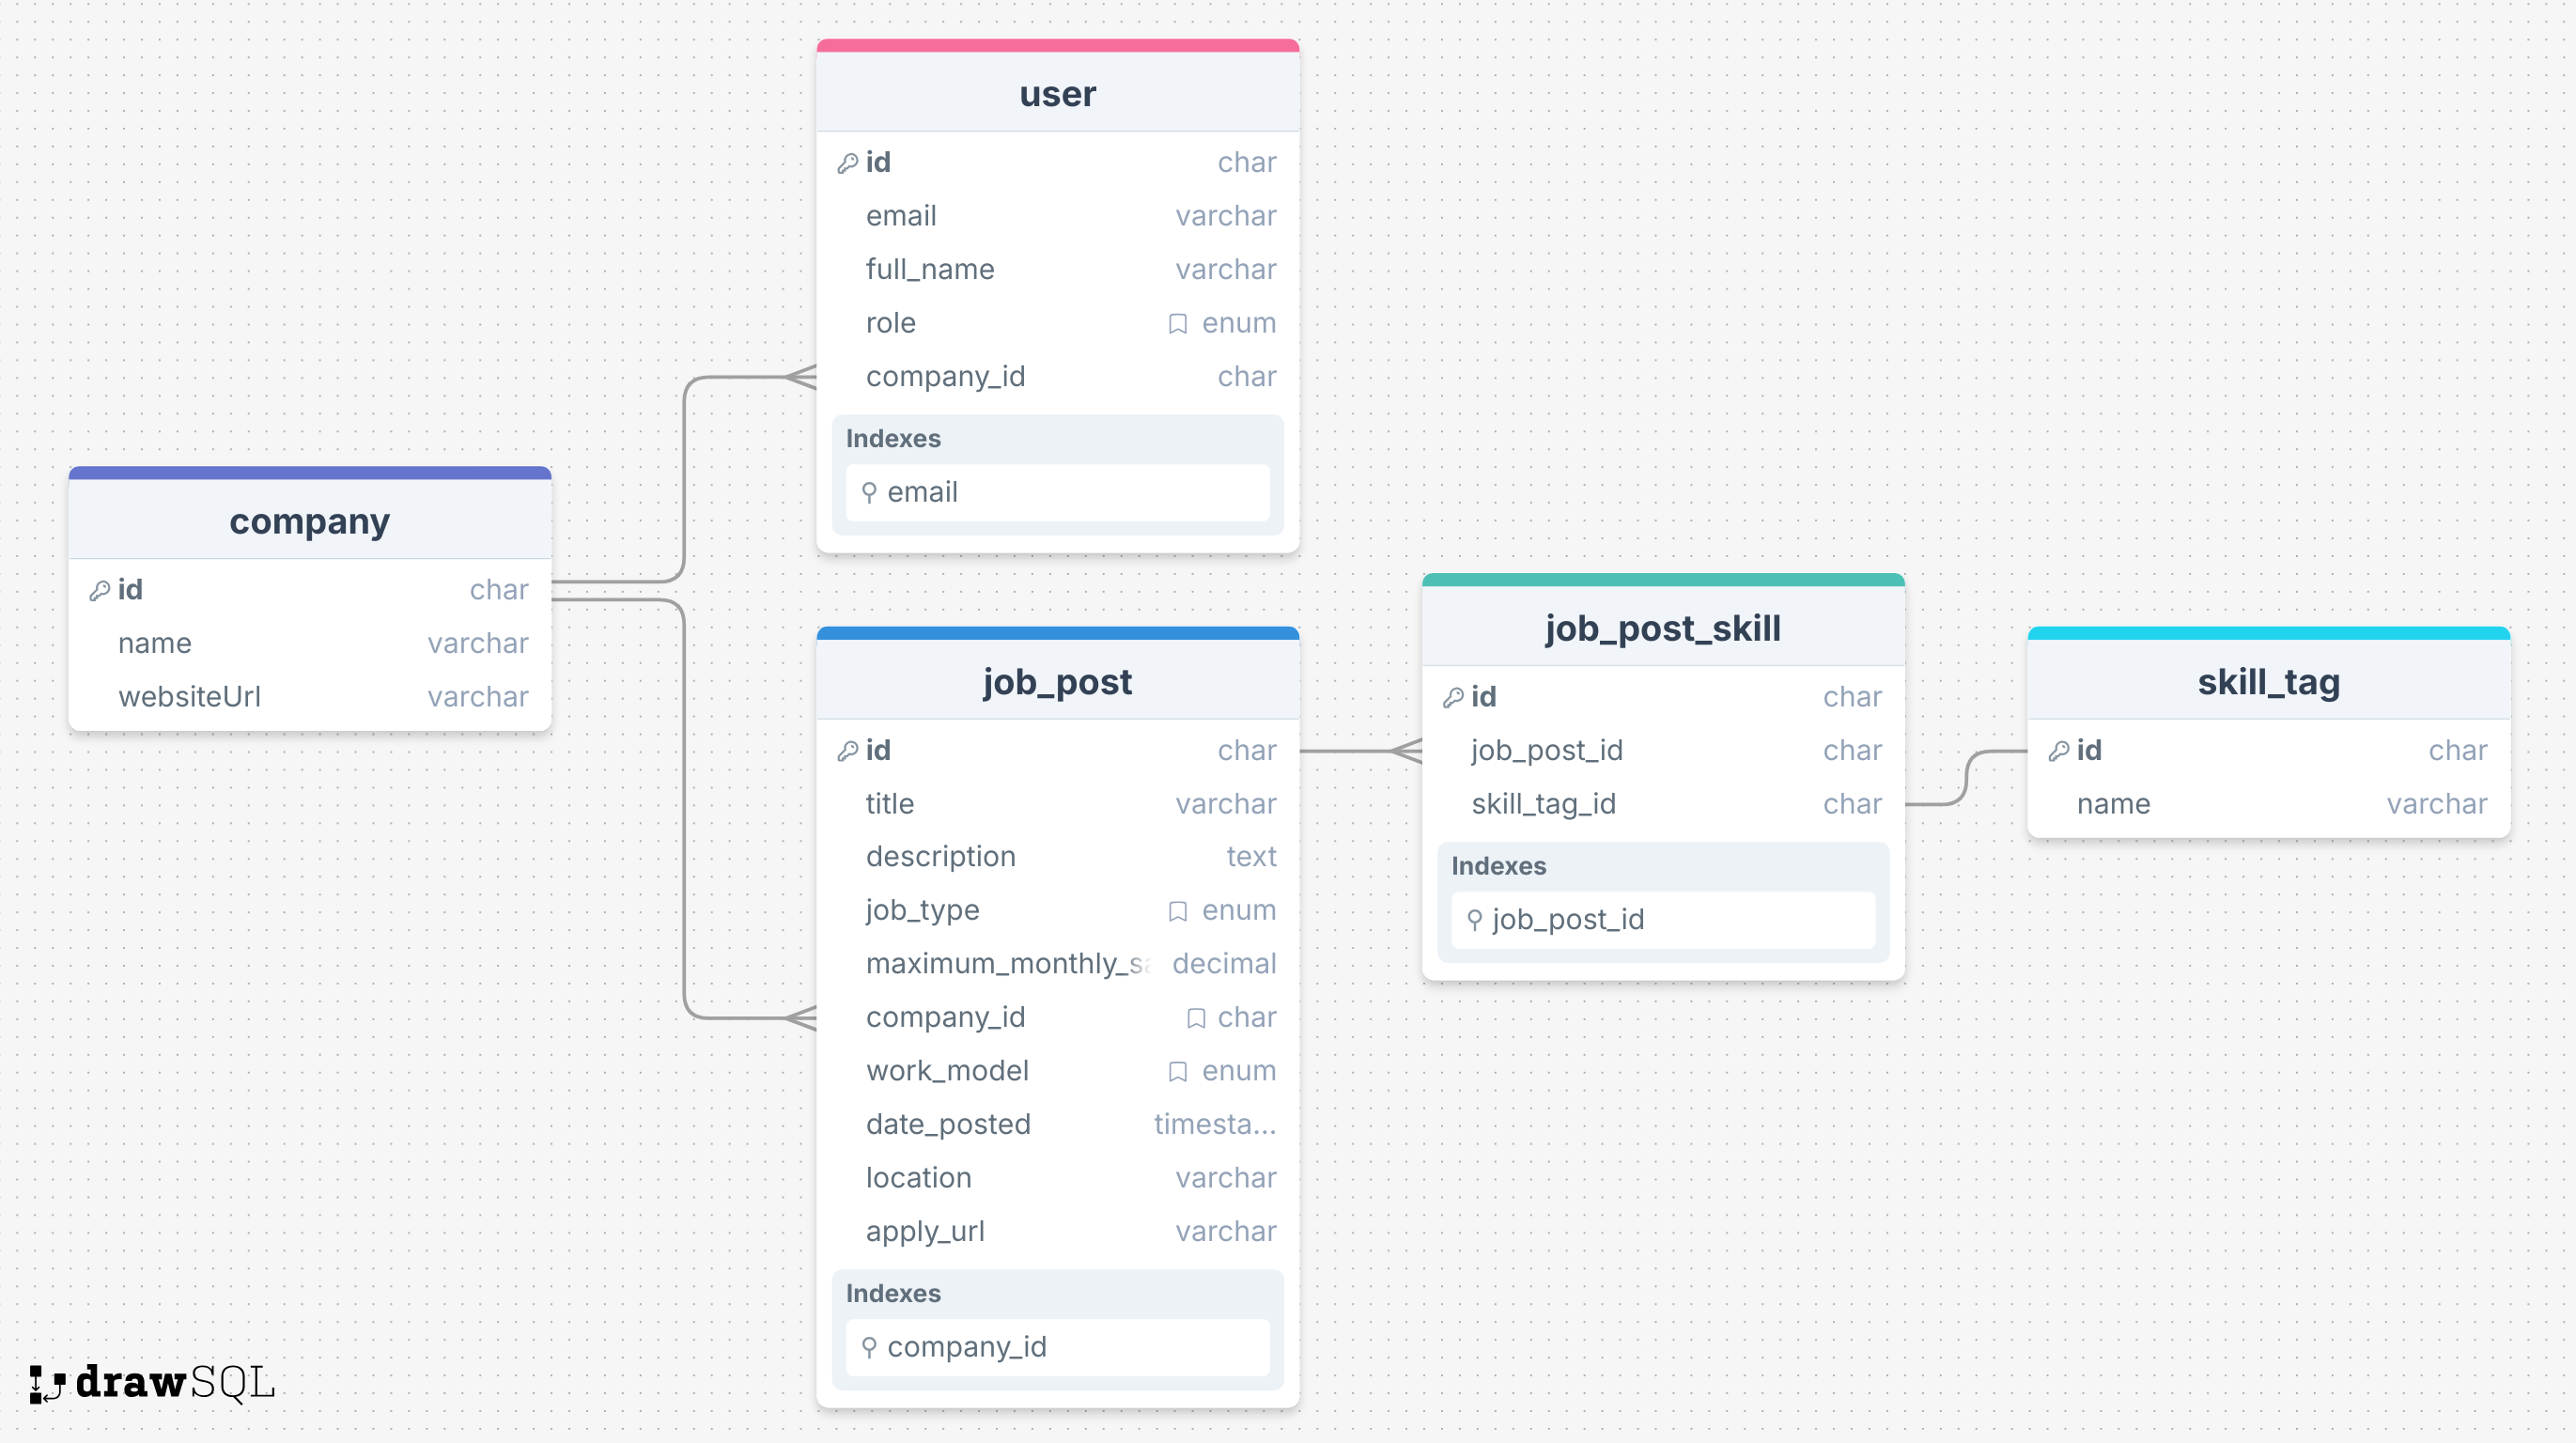 user
id char
email varchar
full_name varchar
role enum
company_id char
Indexes
email
company
id char
name varchar
websiteUrl varchar
job_post
id char
title varchar
description text
job_type enum
maximum_monthly_s decimal
company_id char
work_model enum
date_posted timesta...
location varchar
apply_url varchar
Indexes
company_id
job_post_skill
id char
job_post_id char
skill_tag_id char
Indexes
job_post_id
skill_tag
id char
name varchar
drawSQL